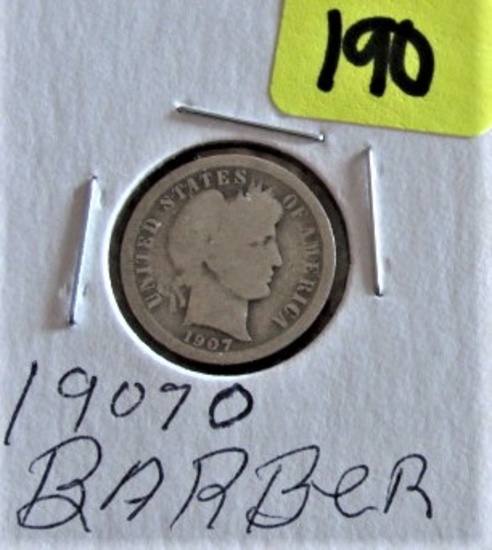 190
UNITED STATES OF AMERICA
1907
1907O
BARBER